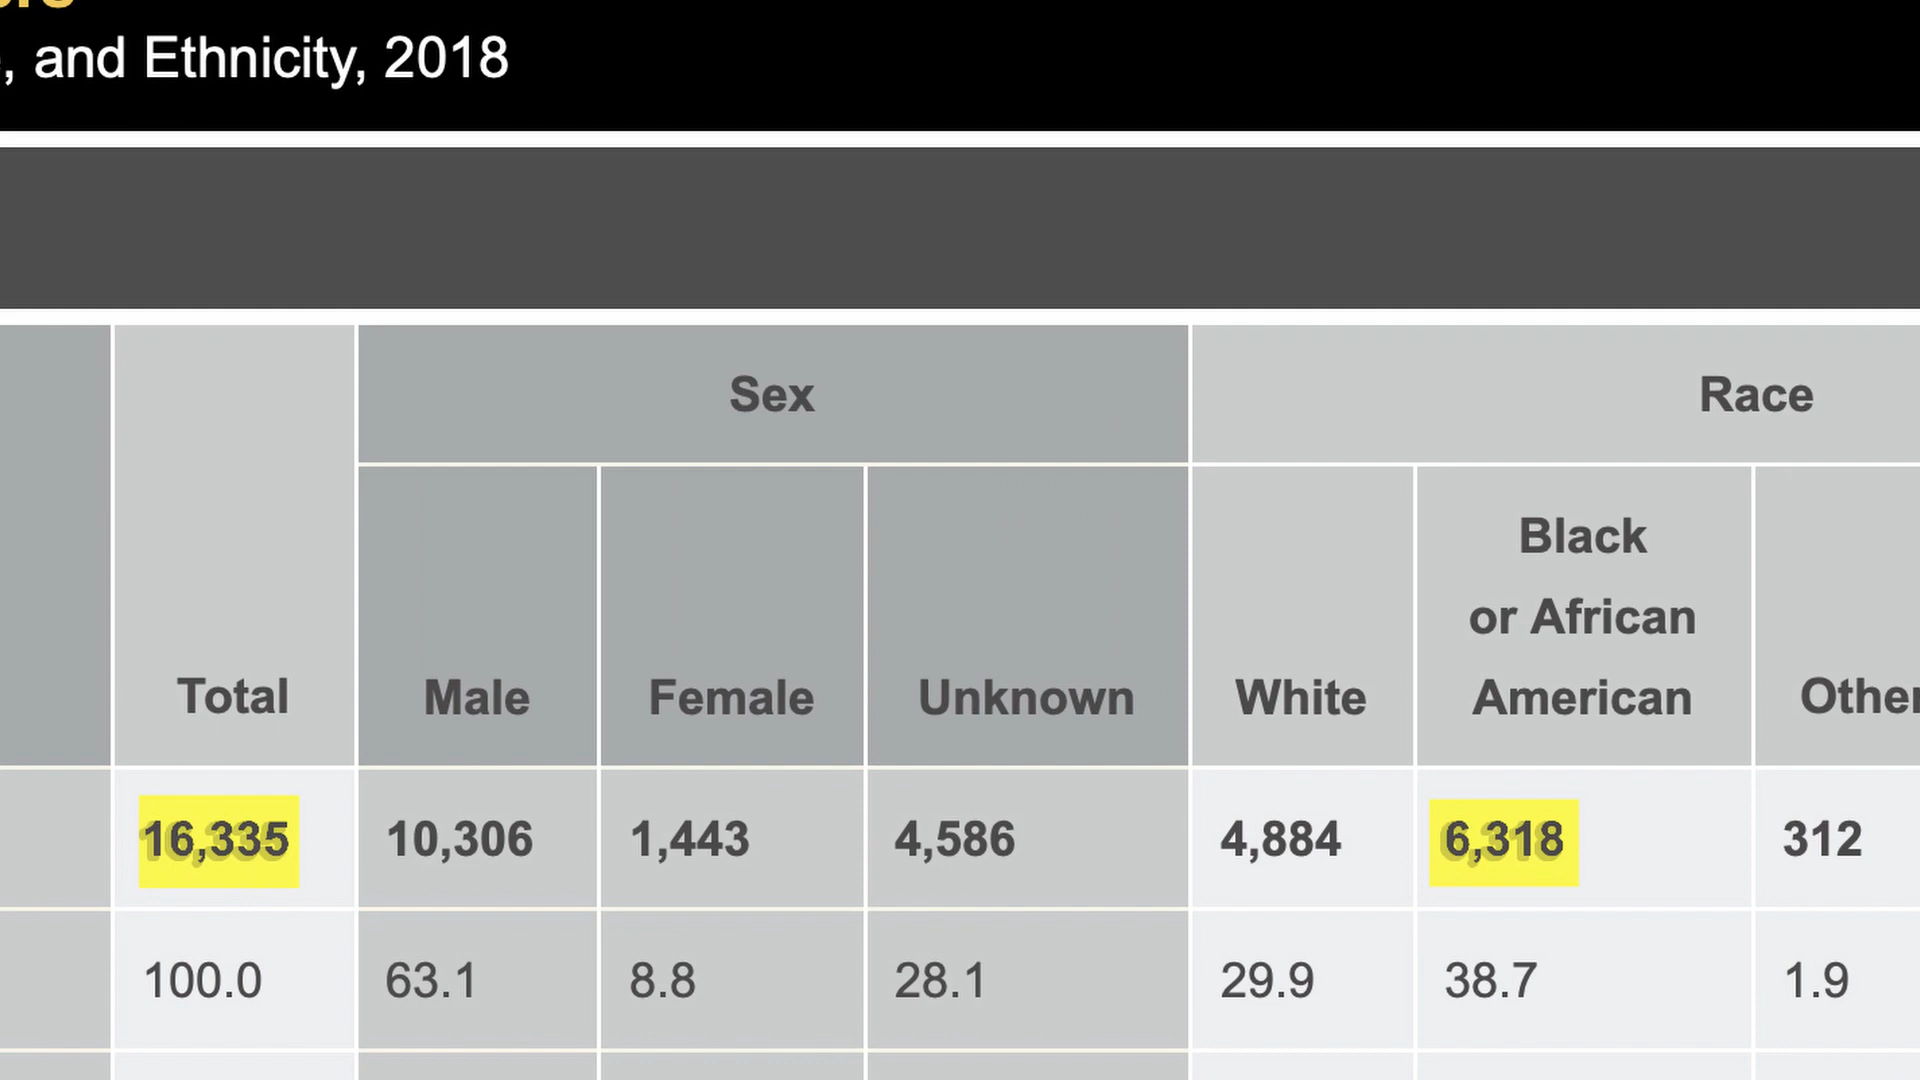 , and Ethnicity, 2018
Sex
Race
Total
Male
Female
Unknown
White
Black
or African
American
Other
16,335
10,306
1,443
4,586
4,884
6,318
312
100.0
63.1
8.8
28.1
29.9
38.7
1.9